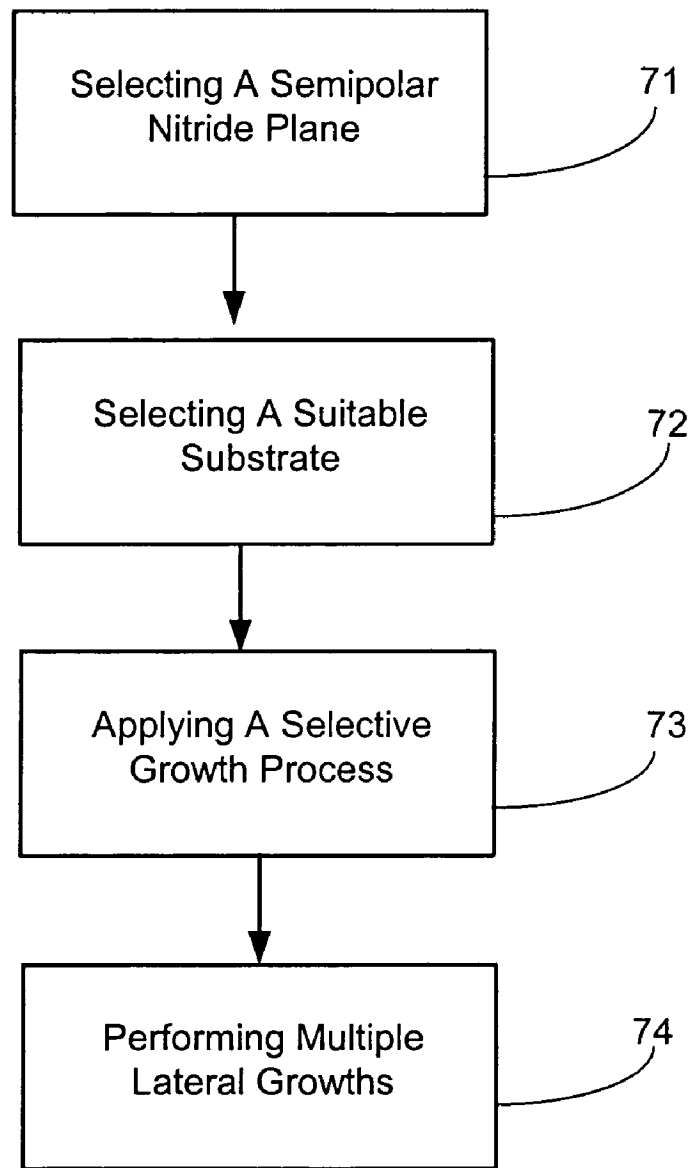 Selecting A Semipolar
Nitride Plane
71
Selecting A Suitable
Substrate
72
Applying A Selective
Growth Process
73
Performing Multiple
Lateral Growths
74